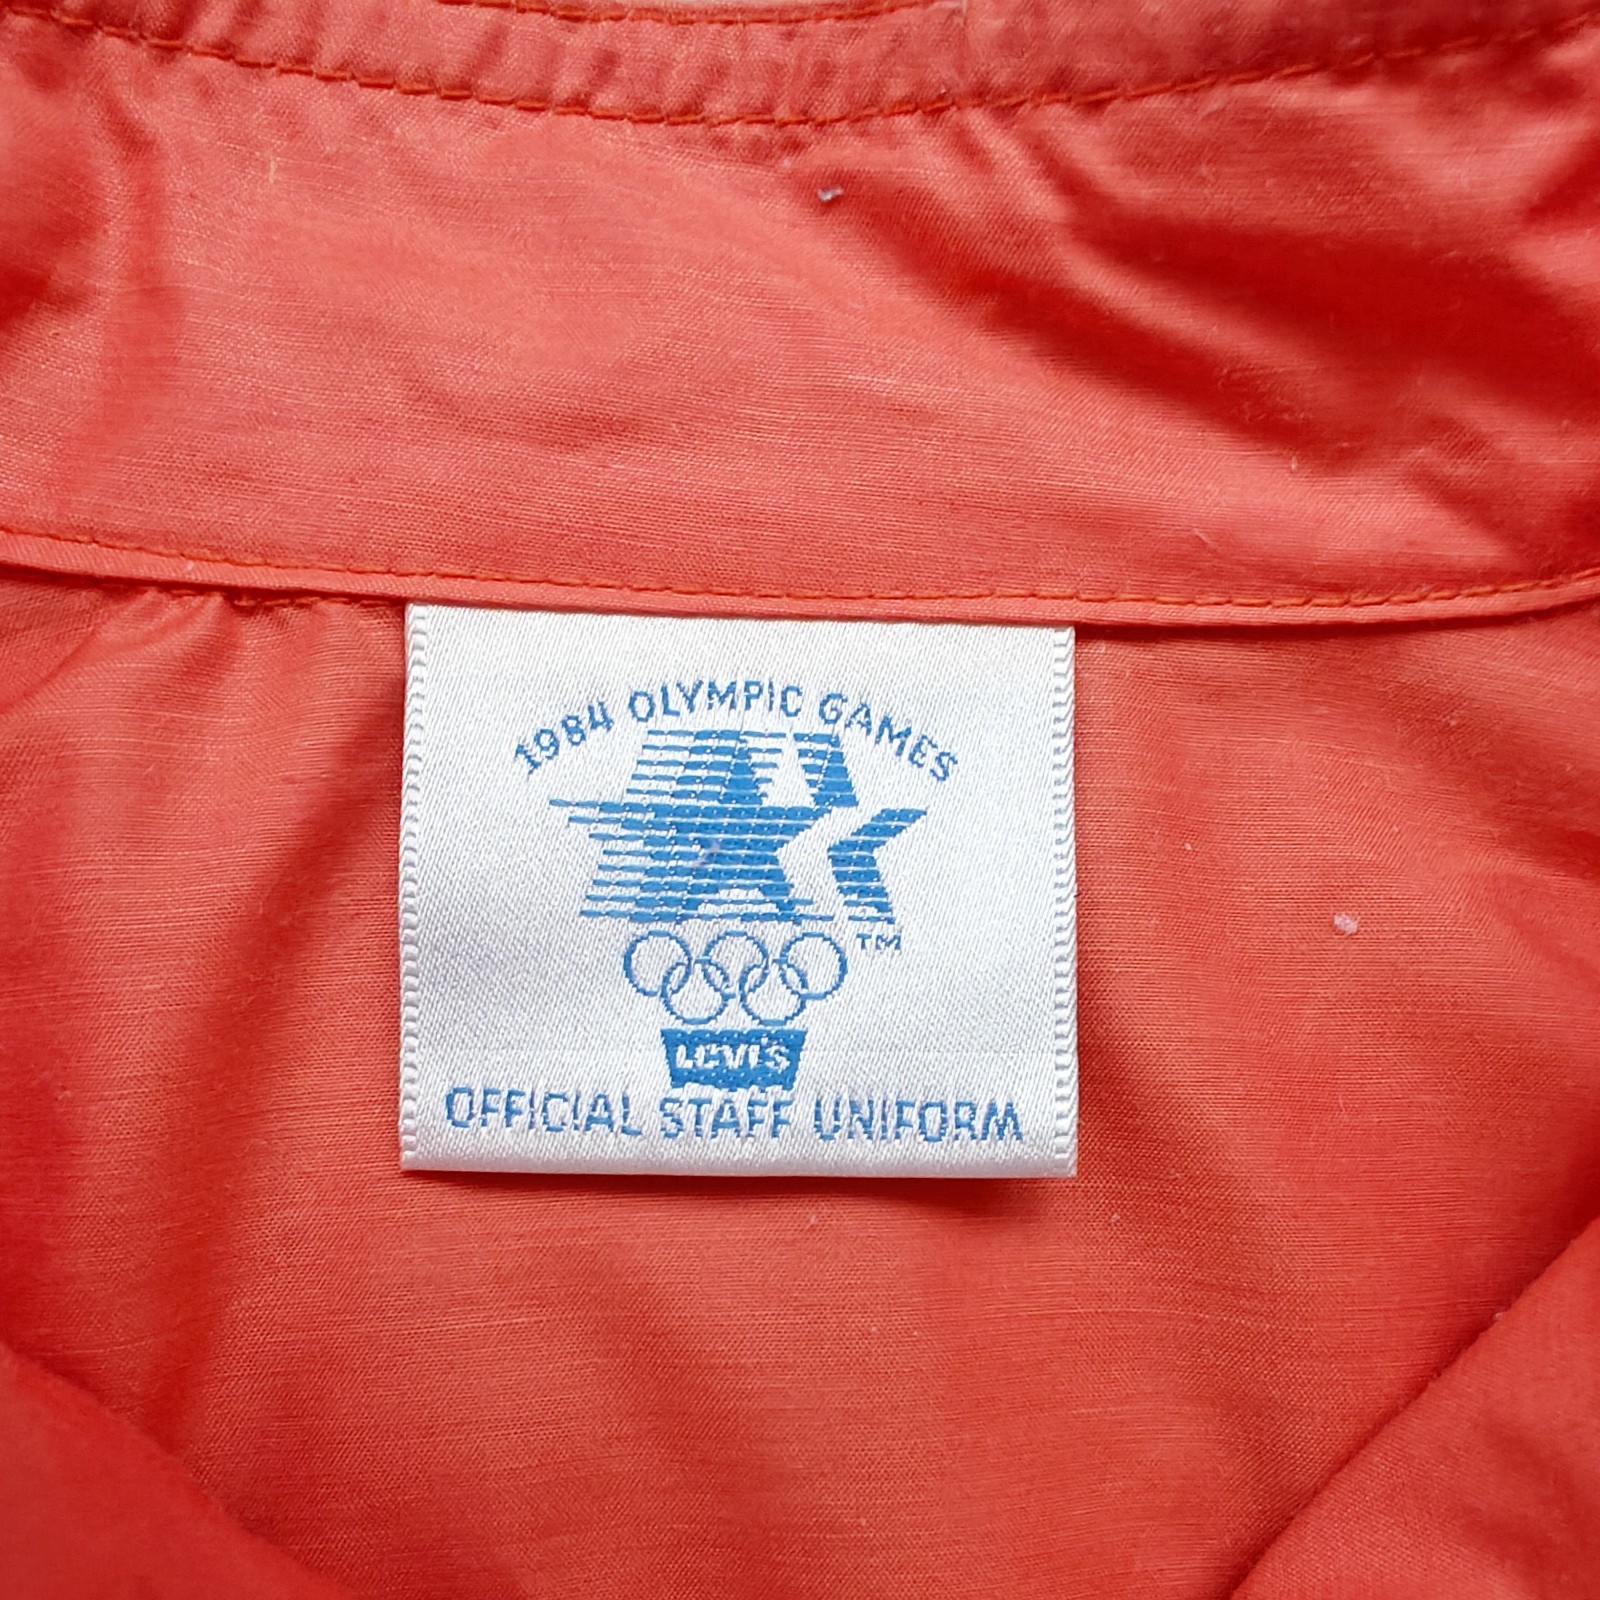 1984 OLYMPIC GAMES
TM
LEVI'S
OFFICIAL STAFF UNIFORM